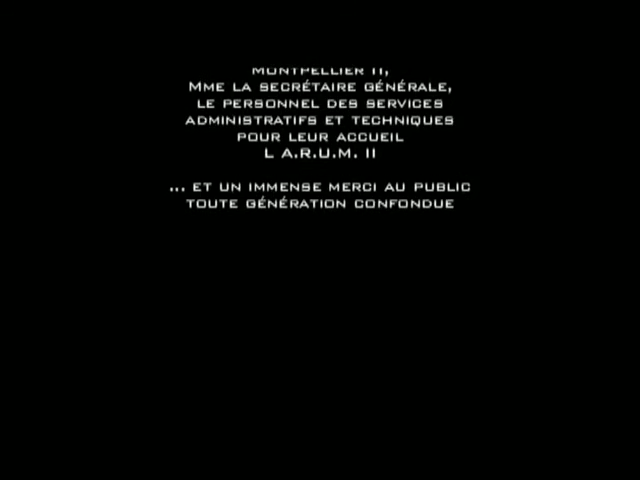 MONTPELLIER II,
MME LA SECRÉTAIRE GÉNÉRALE,
LE PERSONNEL DES SERVICES
ADMINISTRATIFS ET TECHNIQUES
POUR LEUR ACCUEIL
L A.R.U.M. II
... ET UN IMMENSE MERCI AU PUBLIC
TOUTE GÉNÉRATION CONFONDUE